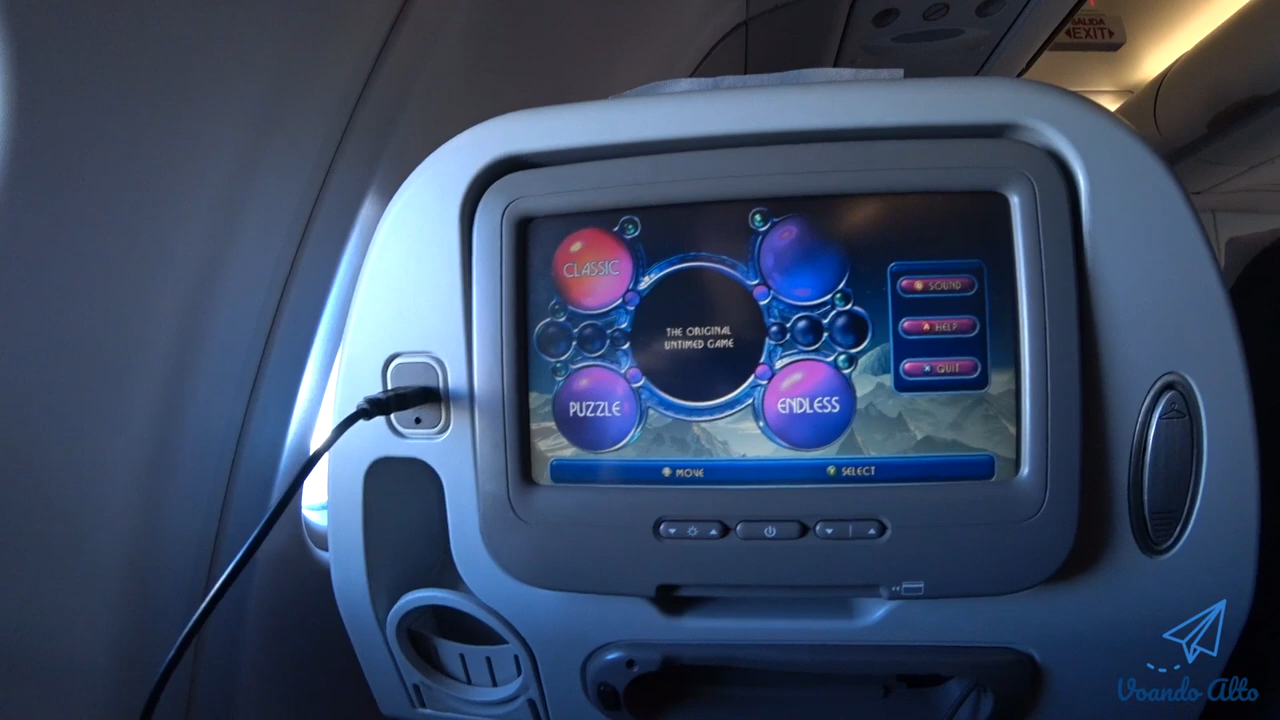 SALIDA
EXIT
CLASSIC
THE ORIGINAL
UNTIMED GAME
PUZZLE
ENDLESS
SOUND
A HELP
X QUIT
MOVE
Y SELECT
Voando Alto